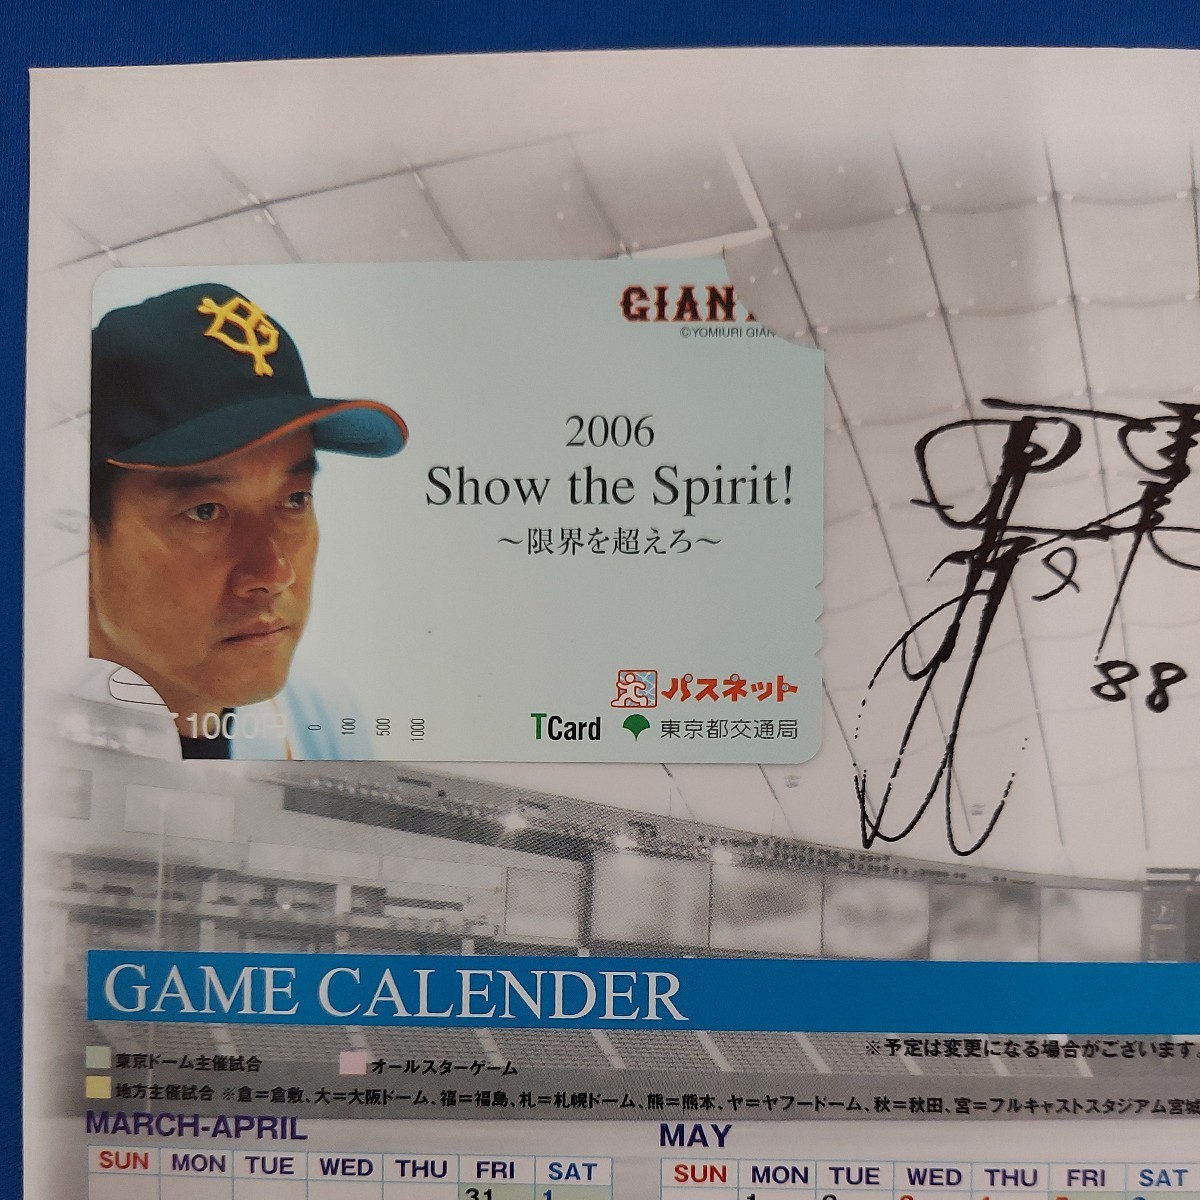 GIAN
©YOMIURI GIAN
2006
Show the Spirit!
～限界を超えろ～
パスネット
TCard 東京都交通局
1000円
0 100 500 1000
88
GAME CALENDER
※予定は変更になる場合がございます。
東京ドーム主催試合 オールスターゲーム
地方主催試合 ※倉＝倉敷、大＝大阪ドーム、福＝福島、札＝札幌ドーム、熊＝熊本、ヤ＝ヤフードーム、秋＝秋田、宮＝フルキャストスタジアム宮城
MARCH-APRIL
SUN MON TUE WED THU FRI SAT
31 1
MAY
SUN MON TUE WED THU FRI SAT